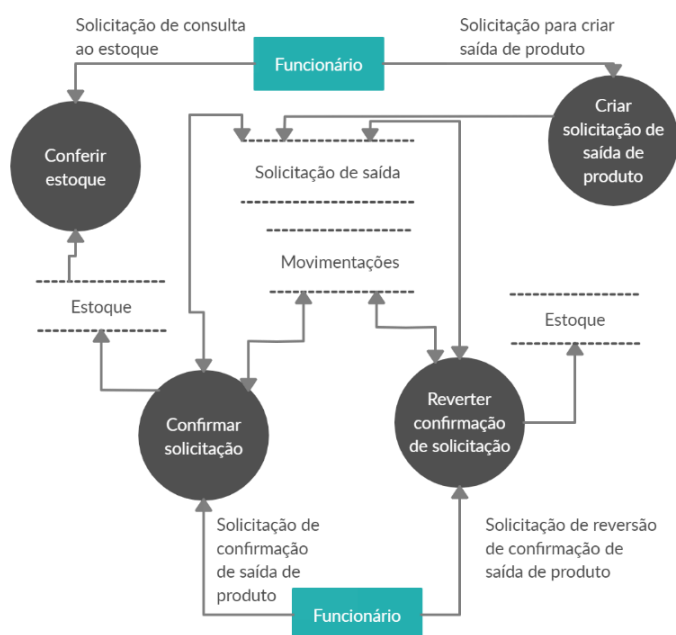 Solicitação de consulta
ao estoque
Funcionário
Solicitação para criar
saída de produto
Conferir
estoque
Criar
solicitação de
saída de
produto
Solicitação de saída
Movimentações
Estoque
Estoque
Confirmar
solicitação
Reverter
confirmação
de solicitação
Solicitação de
confirmação
de saída de
produto
Solicitação de reversão
de confirmação de
saída de produto
Funcionário